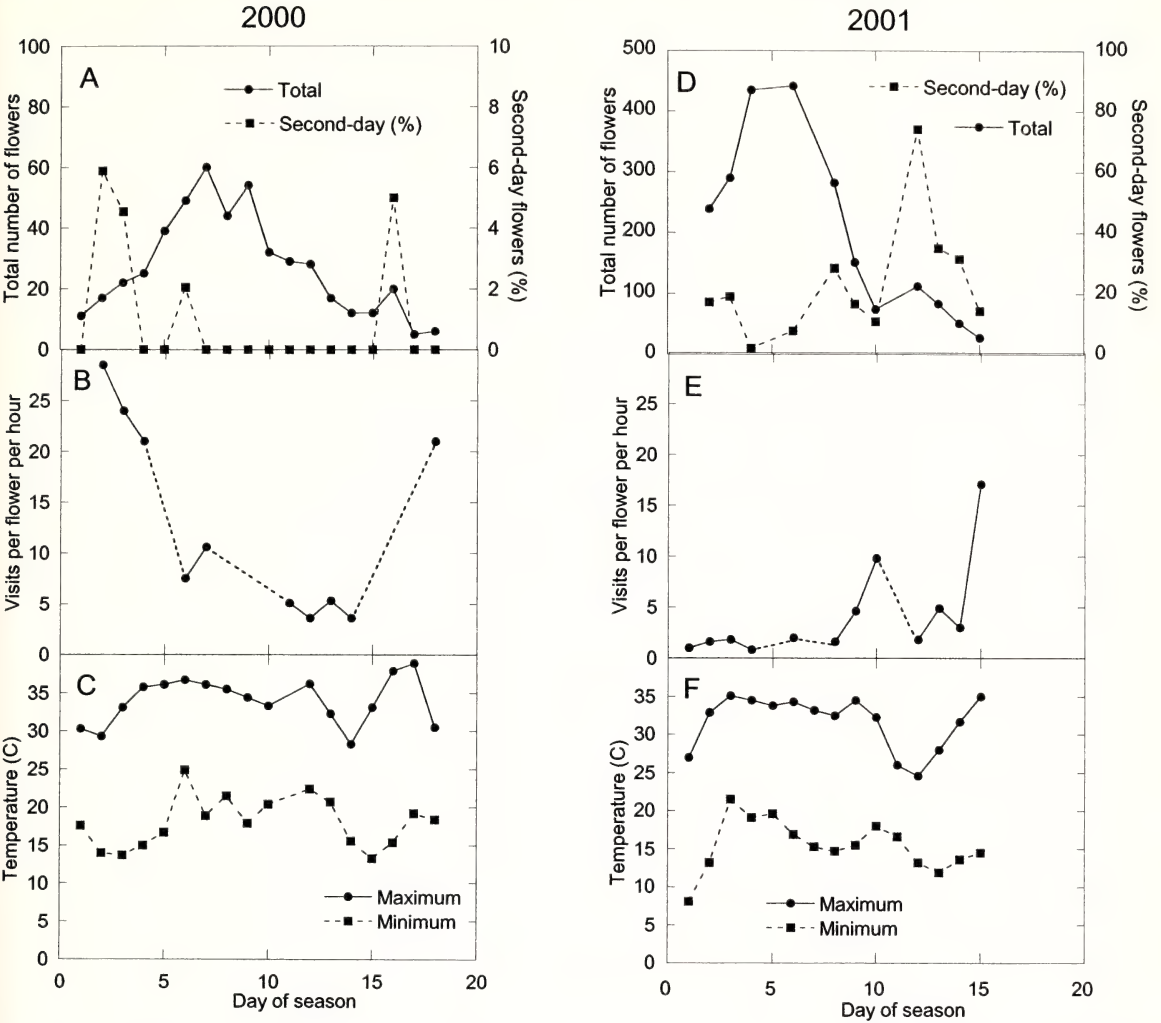 2000
A
Total
Second-day (%)
100
80
60
40
20
0
Total number of flowers
10
8
6
4
2
0
Second-day flowers (%)
B
25
20
15
10
5
0
Visits per flower per hour
C
35
30
25
20
15
10
5
0
Temperature (C)
Maximum
Minimum
0 5 10 15 20
Day of season
2001
D
Second-day (%)
Total
500
400
300
200
100
0
Total number of flowers
100
80
60
40
20
0
Second-day flowers (%)
E
25
20
15
10
5
0
Visits per flower per hour
F
35
30
25
20
15
10
5
0
Temperature (C)
Maximum
Minimum
0 5 10 15 20
Day of season